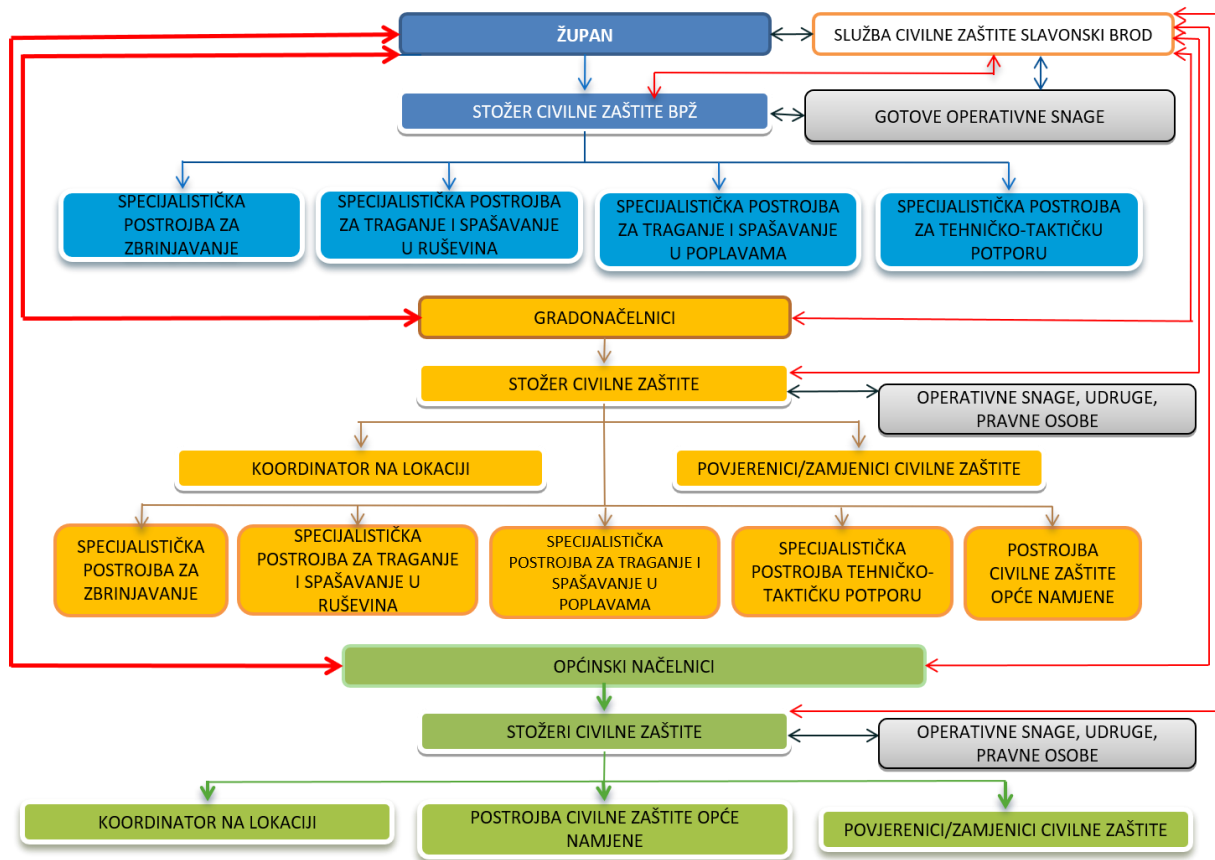 ŽUPAN
SLUŽBA CIVILNE ZAŠTITE SLAVONSKI BROD
STOŽER CIVILNE ZAŠTITE BPŽ
GOTOVE OPERATIVNE SNAGE
SPECIJALISTIČKA
POSTROJBA ZA
ZBRINJAVANJE
SPECIJALISTIČKA POSTROJBA
ZA TRAGANJE I SPAŠAVANJE
U RUŠEVINA
SPECIJALISTIČKA POSTROJBA
ZA TRAGANJE I SPAŠAVANJE
U POPLAVAMA
SPECIJALISTIČKA POSTROJBA
ZA TEHNIČKO-TAKTIČKU
POTPORU
GRADONAČELNICI
STOŽER CIVILNE ZAŠTITE
OPERATIVNE SNAGE, UDRUGE,
PRAVNE OSOBE
KOORDINATOR NA LOKACIJI
POVJERENICI/ZAMJENICI CIVILNE ZAŠTITE
SPECIJALISTIČKA
POSTROJBA ZA
ZBRINJAVANJE
SPECIJALISTIČKA
POSTROJBA ZA TRAGANJE
I SPAŠAVANJE U
RUŠEVINA
SPECIJALISTIČKA
POSTROJBA ZA TRAGANJE I
SPAŠAVANJE U
POPLAVAMA
SPECIJALISTIČKA
POSTROJBA TEHNIČKO-
TAKTIČKU POTPORU
POSTROJBA
CIVILNE ZAŠTITE
OPĆE NAMJENE
OPĆINSKI NAČELNICI
STOŽERI CIVILNE ZAŠTITE
OPERATIVNE SNAGE, UDRUGE,
PRAVNE OSOBE
KOORDINATOR NA LOKACIJI
POSTROJBA CIVILNE ZAŠTITE OPĆE
NAMJENE
POVJERENICI/ZAMJENICI CIVILNE ZAŠTITE